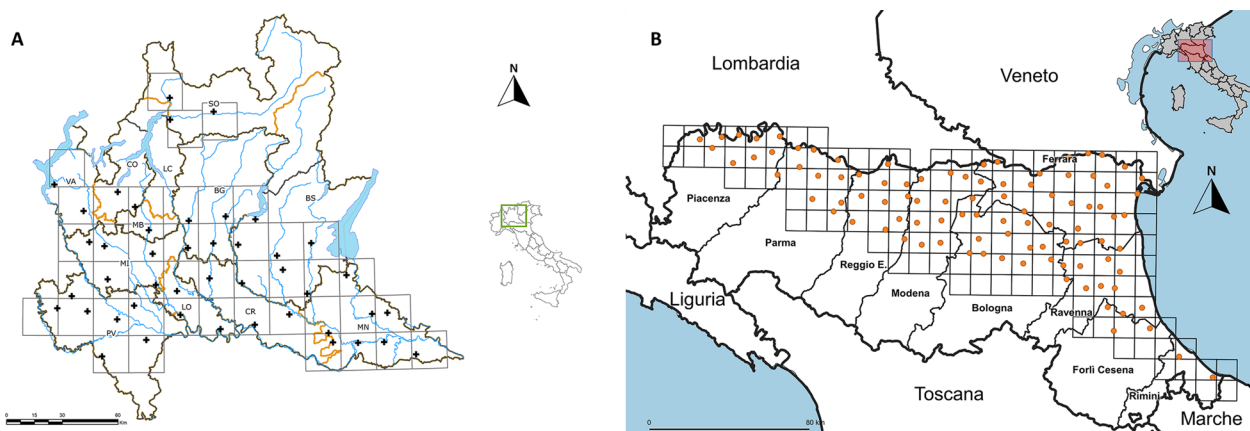 A
N
SO
CO
LC
VA
BG
BS
MB
MI
LO
CR
PV
MN
0 15 30 60
Km
B
Lombardia
Veneto
N
Ferrara
Piacenza
Parma
Reggio E.
Modena
Bologna
Ravenna
Liguria
Forlì Cesena
Toscana
Rimini
Marche
0 80 km